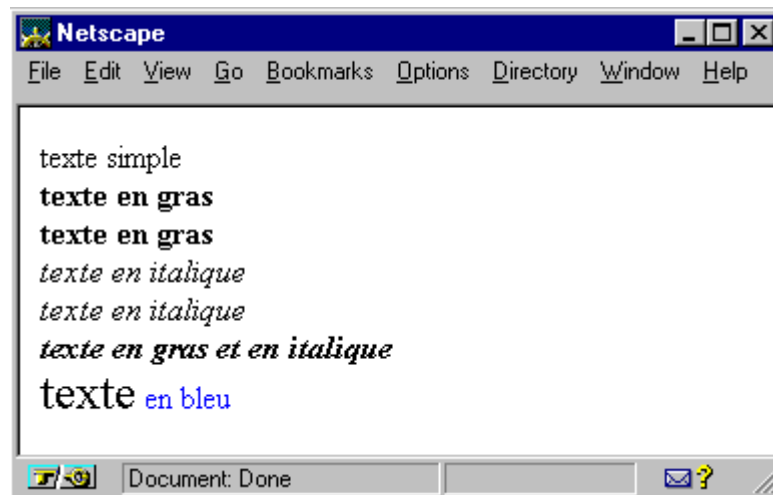 Netscape
File Edit View Go Bookmarks Options Directory Window Help
texte simple
texte en gras
texte en gras
texte en italique
texte en italique
texte en gras et en italique
texte en bleu
Document: Done